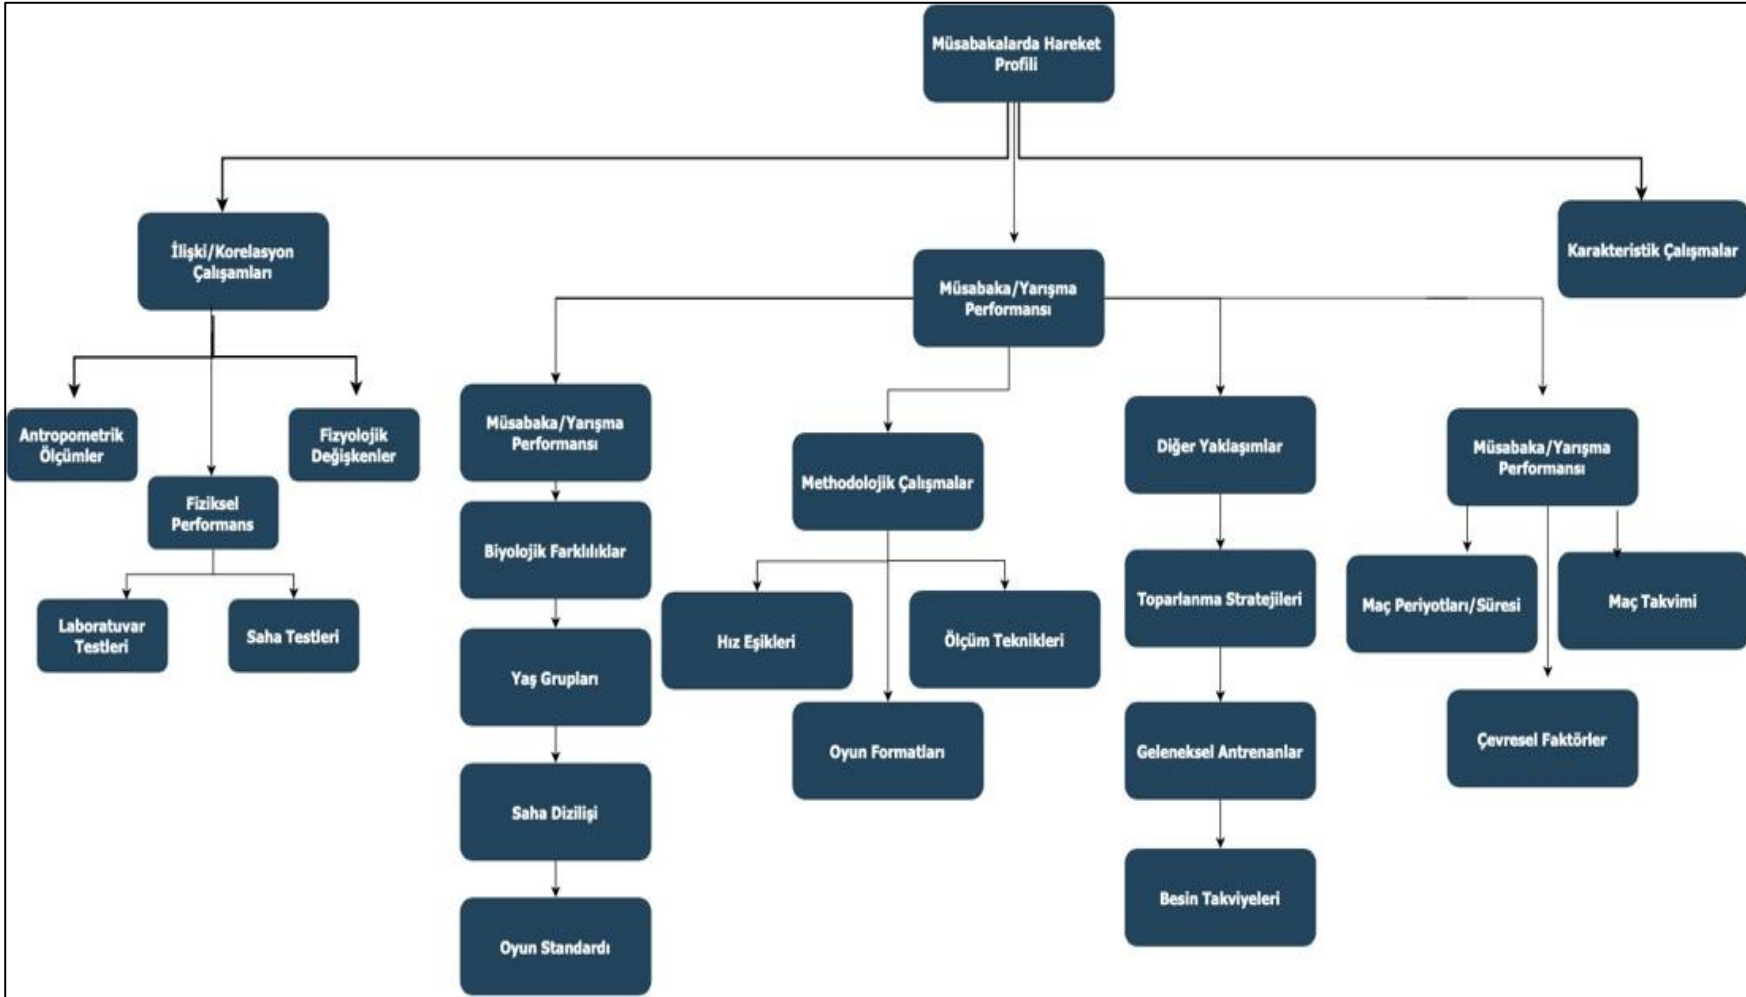 Müsabakalarda Hareket
Profili
İlişki/Korelasyon
Çalışamları
Müsabaka/Yarışma
Performansı
Karakteristik Çalışmalar
Antropometrik
Ölçümler
Fiziksel
Performans
Fizyolojik
Değişkenler
Laboratuvar
Testleri
Saha Testleri
Müsabaka/Yarışma
Performansı
Biyolojik Farklılıklar
Yaş Grupları
Saha Dizilişi
Oyun Standardı
Methodolojik Çalışmalar
Hız Eşikleri
Oyun Formatları
Ölçüm Teknikleri
Diğer Yaklaşımlar
Toparlanma Stratejileri
Geleneksel Antrenanlar
Besin Takviyeleri
Müsabaka/Yarışma
Performansı
Maç Periyotları/Süresi
Çevresel Faktörler
Maç Takvimi